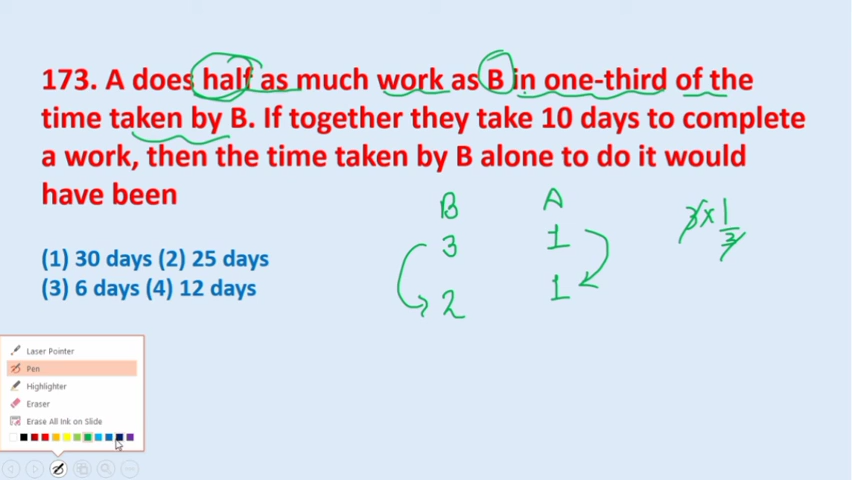 173. A does half as much work as B in one-third of the
time taken by B. If together they take 10 days to complete
a work, then the time taken by B alone to do it would
have been
B A
3 1
2 1
3 x 1/3
(1) 30 days (2) 25 days
(3) 6 days (4) 12 days
Laser Pointer
Pen
Highlighter
Eraser
Erase All Ink on Slide